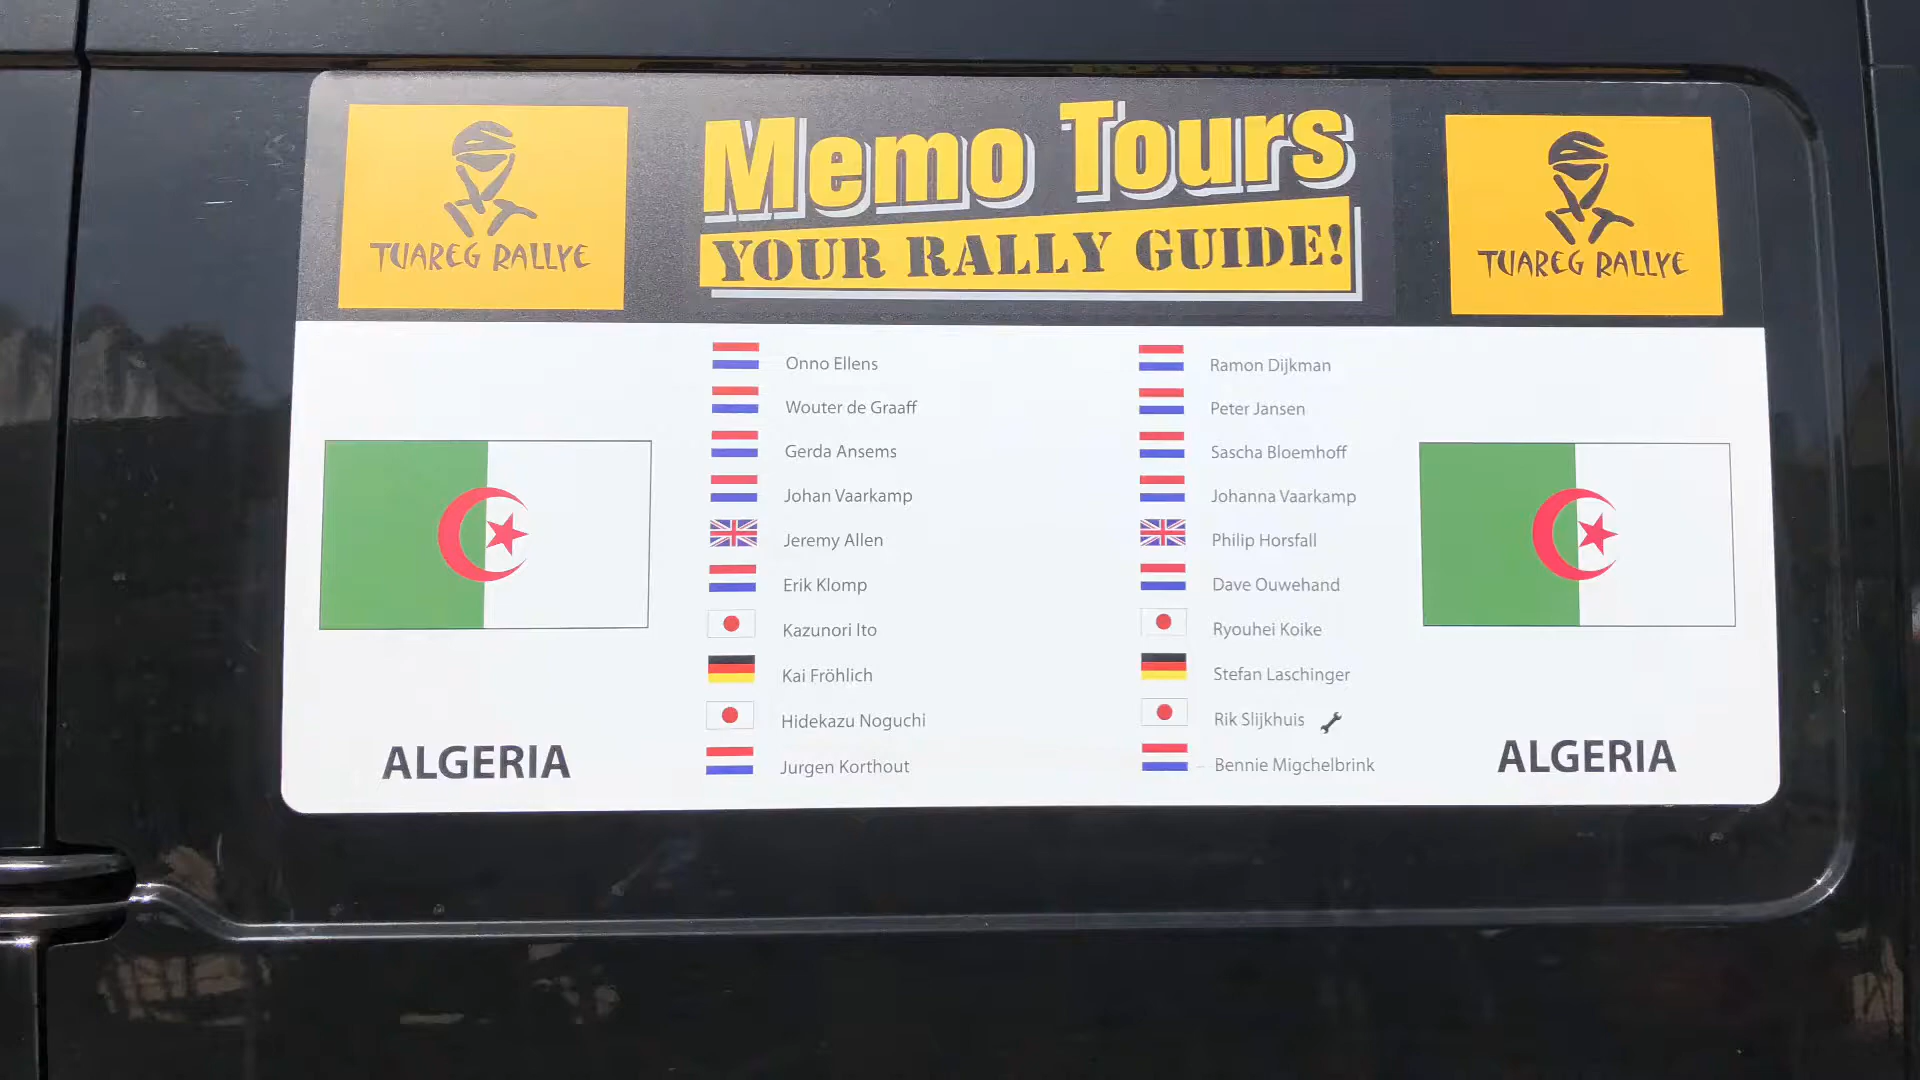 TUAREG RALLYE
Memo Tours
YOUR RALLY GUIDE!
TUAREG RALLYE
Onno Ellens
Wouter de Graaff
Gerda Ansems
Johan Vaarkamp
Jeremy Allen
Erik Klomp
Kazunori Ito
Kai Fröhlich
Hidekazu Noguchi
Jurgen Korthout
Ramon Dijkman
Peter Jansen
Sascha Bloemhoff
Johanna Vaarkamp
Philip Horsfall
Dave Ouwehand
Ryouhei Koike
Stefan Laschinger
Rik Slijkhuis
Bennie Migchelbrink
ALGERIA
ALGERIA